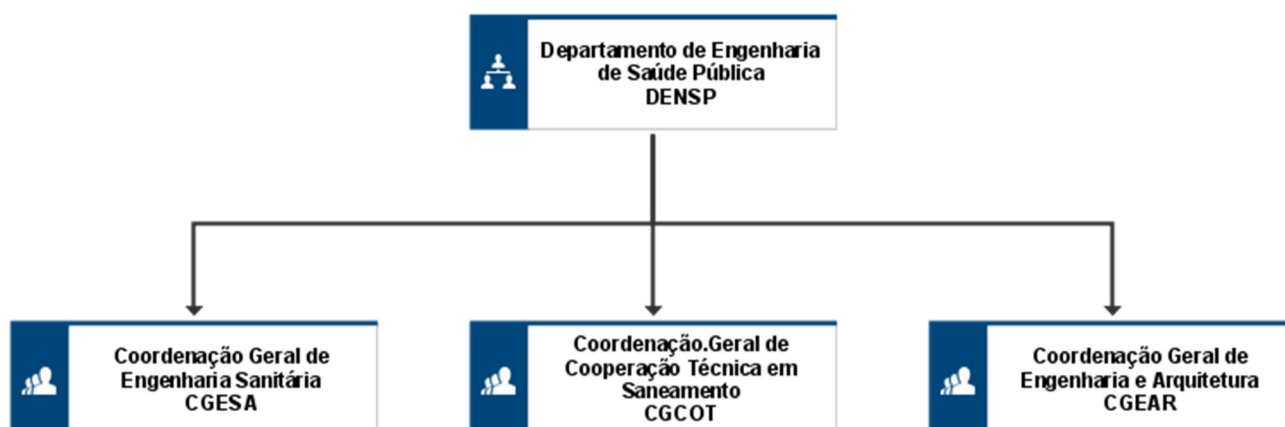 Departamento de Engenharia
de Saúde Pública
DENSP
Coordenação Geral de
Engenharia Sanitária
CGESA
Coordenação.Geral de
Cooperação Técnica em
Saneamento
CGCOT
Coordenação Geral de
Engenharia e Arquitetura
CGEAR